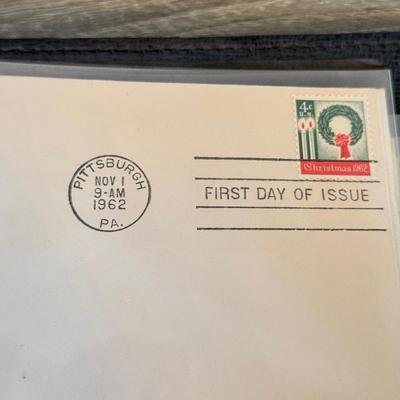 4¢
U.S.
Christmas 1962
PITTSBURGH
NOV 1
9-AM
1962
PA.
FIRST DAY OF ISSUE